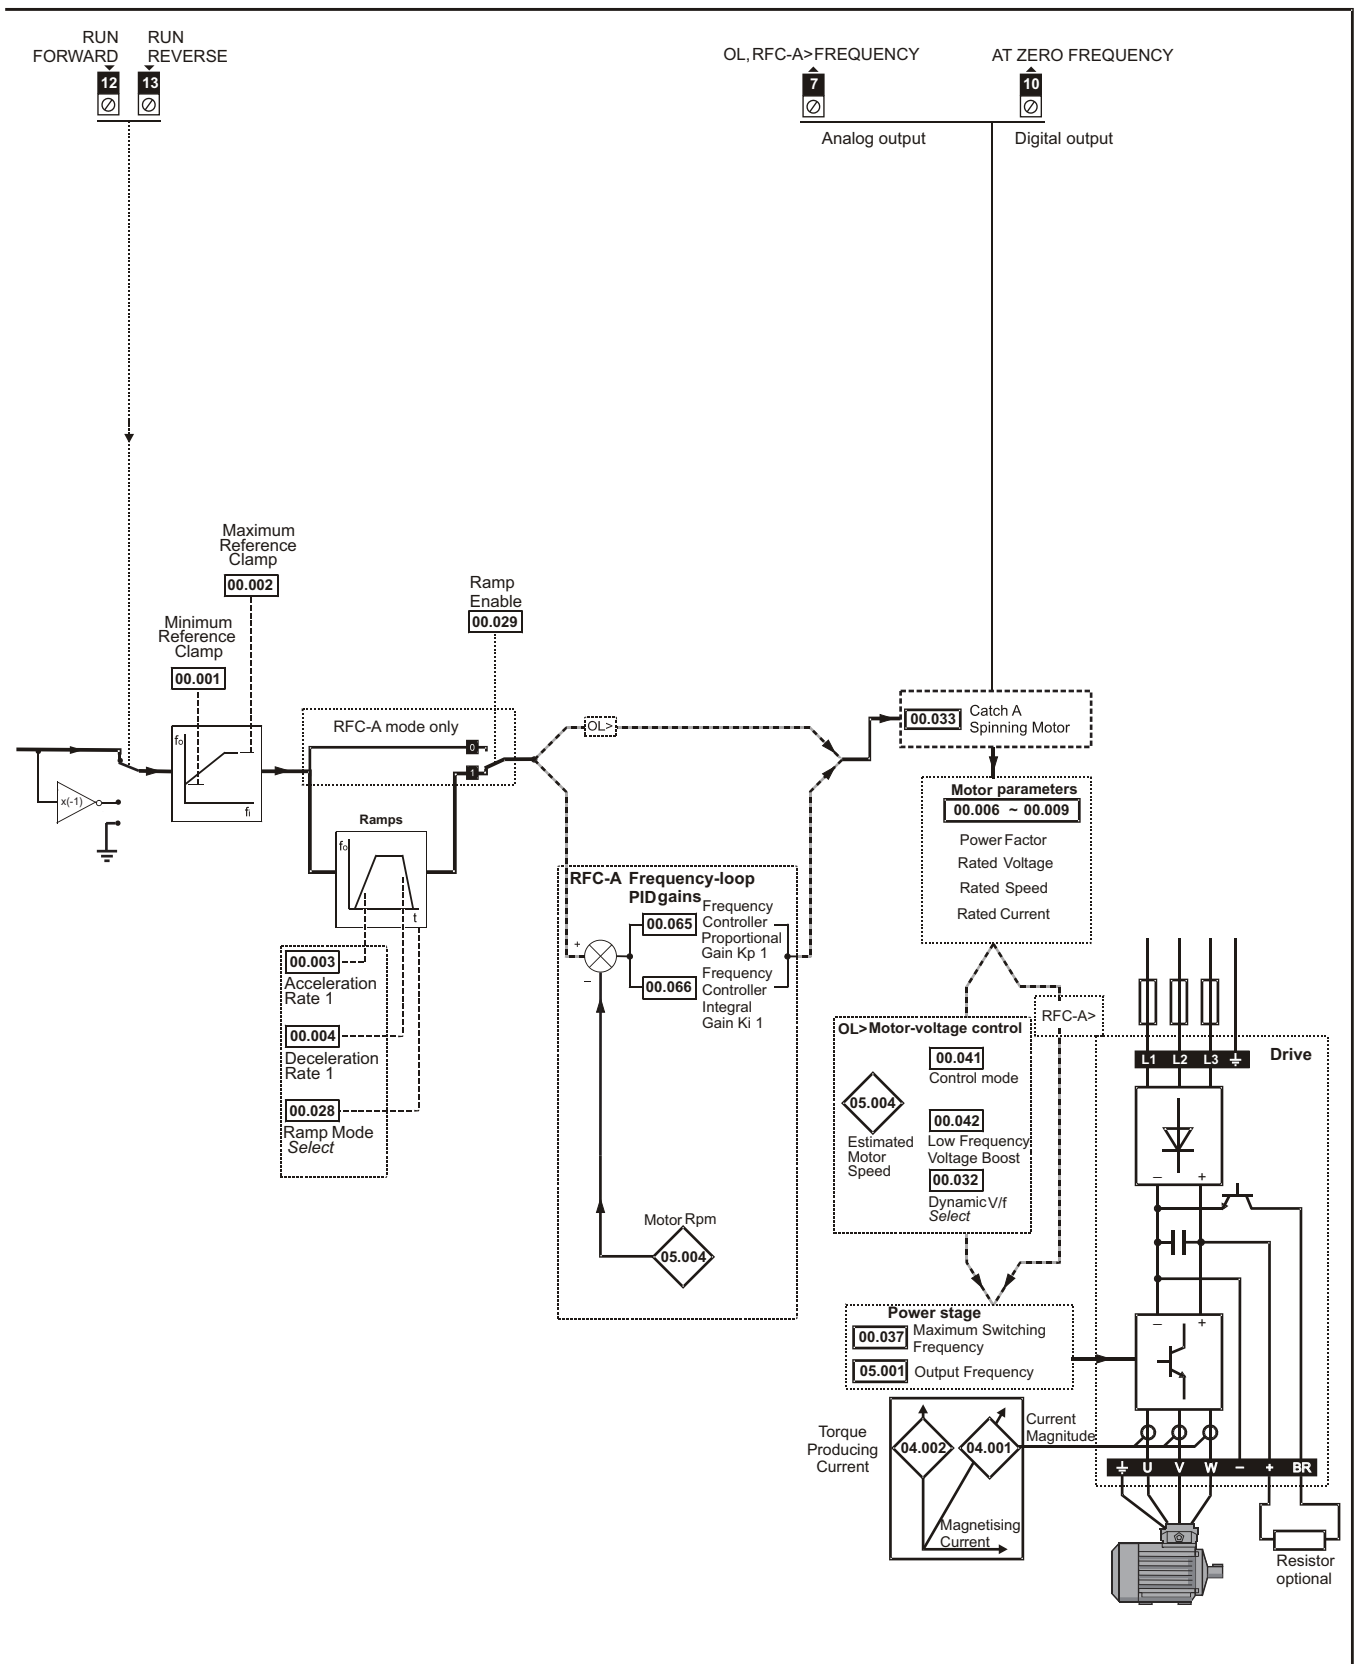 RUN
FORWARD
RUN
REVERSE
12
13
OL, RFC-A>FREQUENCY
AT ZERO FREQUENCY
7
10
Analog output
Digital output
Maximum
Reference
Clamp
00.002
Minimum
Reference
Clamp
00.001
Ramp
Enable
00.029
RFC-A mode only
0
1
fo
fi
x(-1)
Ramps
fo
t
00.003
Acceleration
Rate 1
00.004
Deceleration
Rate 1
00.028
Ramp Mode
Select
OL>
RFC-A Frequency-loop
PID gains
00.065
Frequency
Controller
Proportional
Gain Kp 1
00.066
Frequency
Controller
Integral
Gain Ki 1
+
–
Motor Rpm
05.004
00.033
Catch A
Spinning Motor
Motor parameters
00.006 ~ 00.009
Power Factor
Rated Voltage
Rated Speed
Rated Current
RFC-A>
OL> Motor-voltage control
00.041
Control mode
05.004
Estimated
Motor
Speed
00.042
Low Frequency
Voltage Boost
00.032
Dynamic V/f
Select
Power stage
00.037
Maximum Switching
Frequency
05.001
Output Frequency
Torque
Producing
Current
04.002
04.001
Current
Magnitude
Magnetising
Current
L1 L2 L3
Drive
– +
– +
U V W – + BR
Resistor
optional